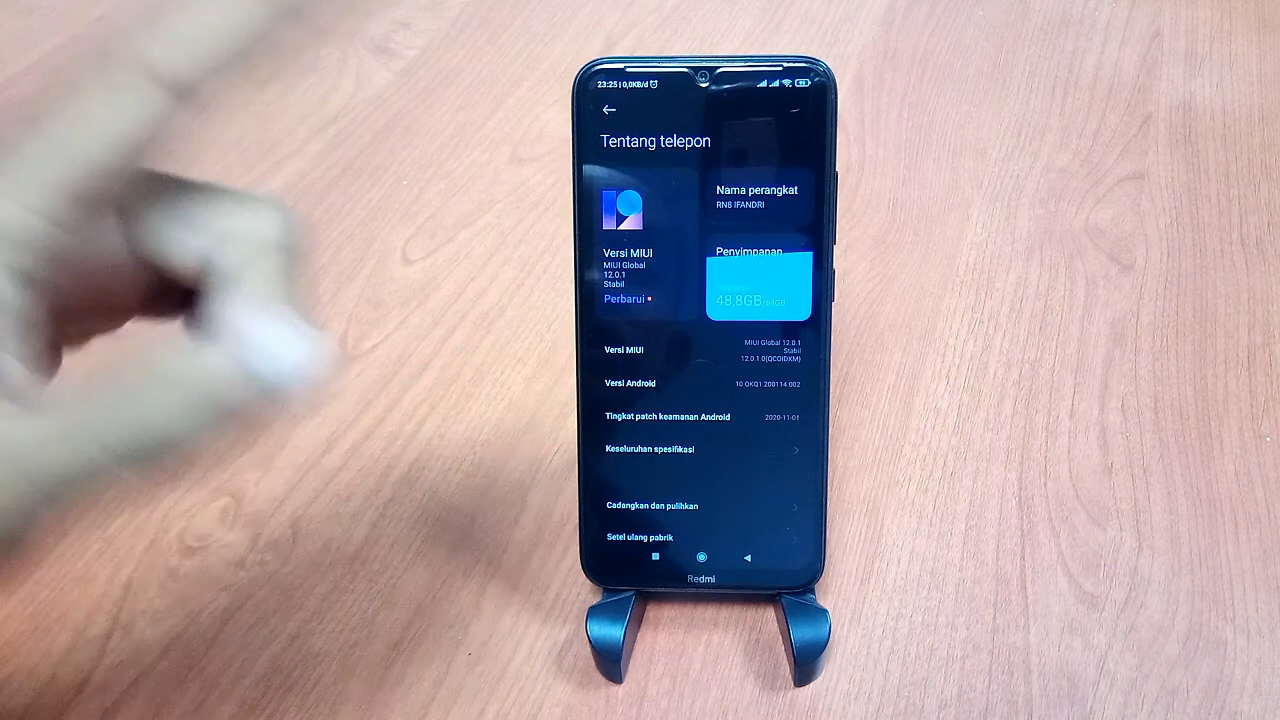 23:25 | 0,0KB/d
99
Tentang telepon
Nama perangkat
RN8 IFANDRI
Versi MIUI
MIUI Global
12.0.1
Stabil
Perbarui
Penyimpanan
48,8GB/64GB
Versi MIUI
MIUI Global 12.0.1
Stabil
12.0.1.0(QCOIDXM)
Versi Android
10 QKQ1.200114.002
Tingkat patch keamanan Android
2020-11-01
Keseluruhan spesifikasi
Cadangkan dan pulihkan
Setel ulang pabrik
Redmi